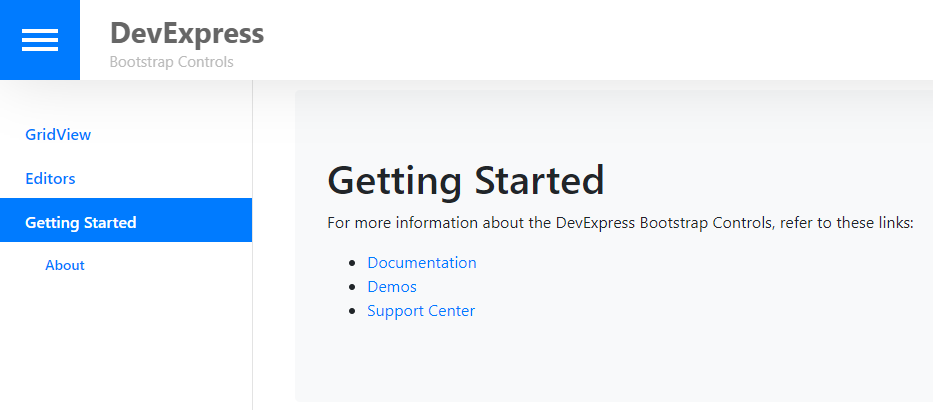 DevExpress
Bootstrap Controls
GridView
Editors
Getting Started
About
Getting Started
For more information about the DevExpress Bootstrap Controls, refer to these links:
Documentation
Demos
Support Center